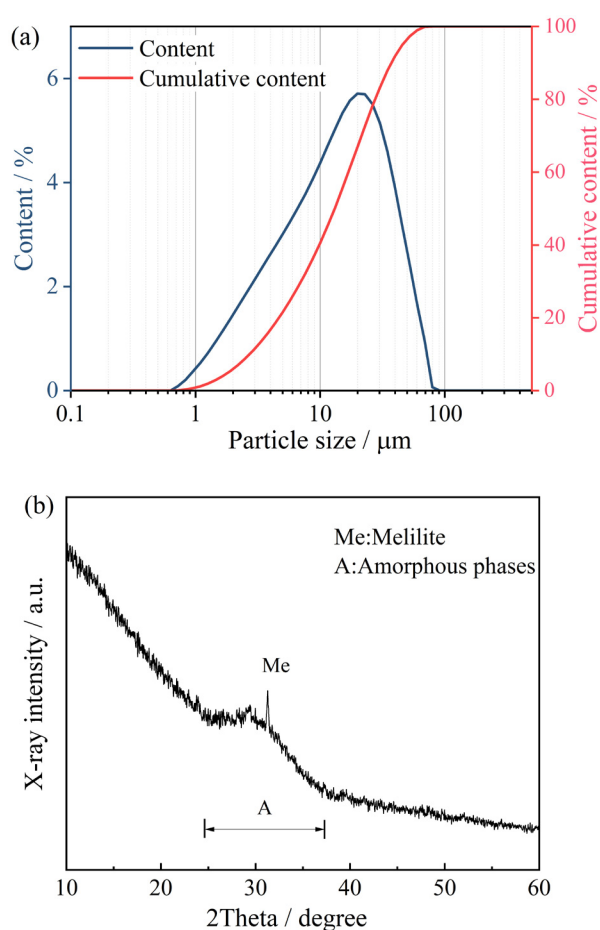 (a)
Content
Cumulative content
Content / %
0
2
4
6
Cumulative content / %
0
20
40
60
80
100
0.1 1 10 100
Particle size / μm
(b)
Me:Melilite
A:Amorphous phases
X-ray intensity / a.u.
Me
A
10 20 30 40 50 60
2Theta / degree